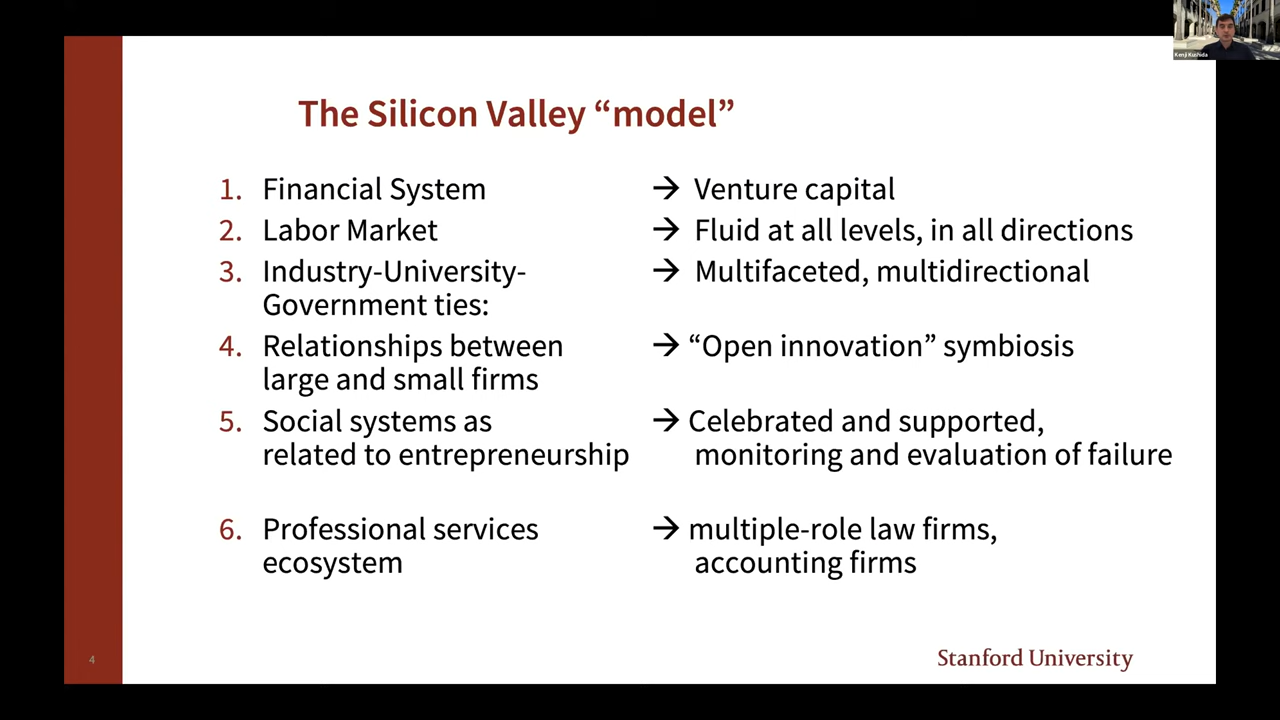 The Silicon Valley “model”
1. Financial System → Venture capital
2. Labor Market → Fluid at all levels, in all directions
3. Industry-University- → Multifaceted, multidirectional
Government ties:
4. Relationships between → “Open innovation” symbiosis
large and small firms
5. Social systems as → Celebrated and supported,
related to entrepreneurship monitoring and evaluation of failure
6. Professional services → multiple-role law firms,
ecosystem accounting firms
4
Stanford University
Kenji Kushida